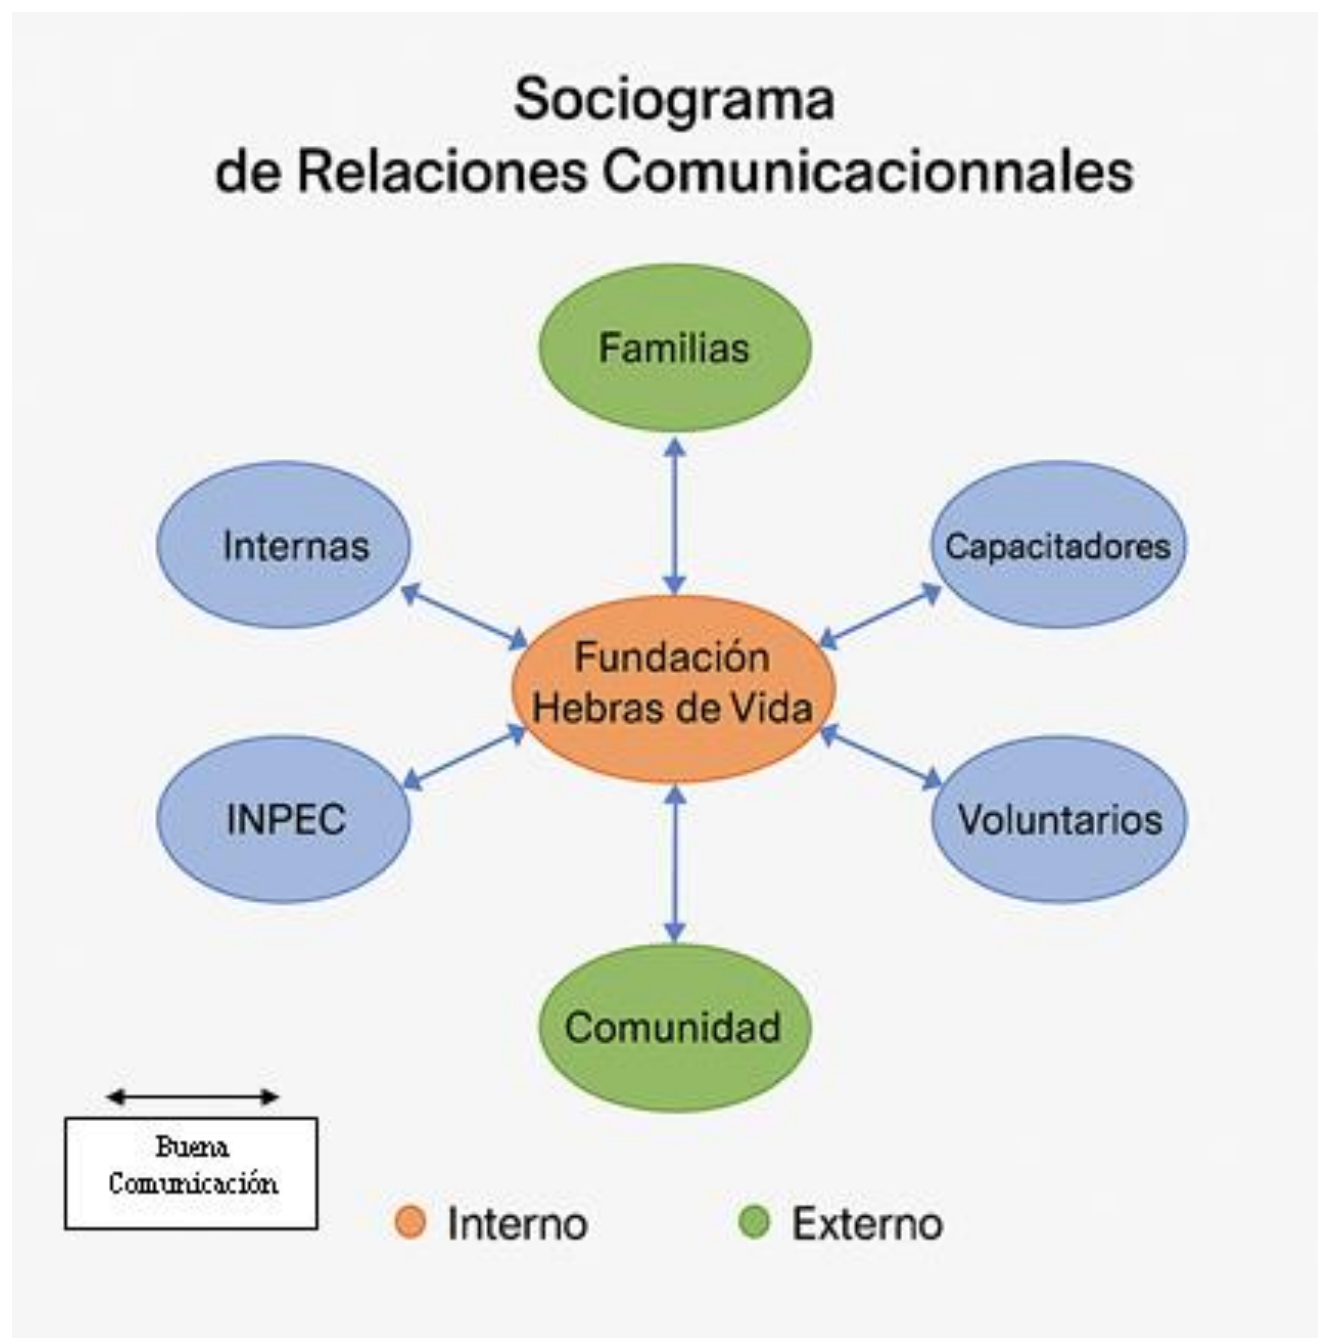 Sociograma
de Relaciones Comunicacionnales
Familias
Internas
Capacitadores
Fundación
Hebras de Vida
INPEC
Voluntarios
Comunidad
Buena
Comunicación
Interno
Externo